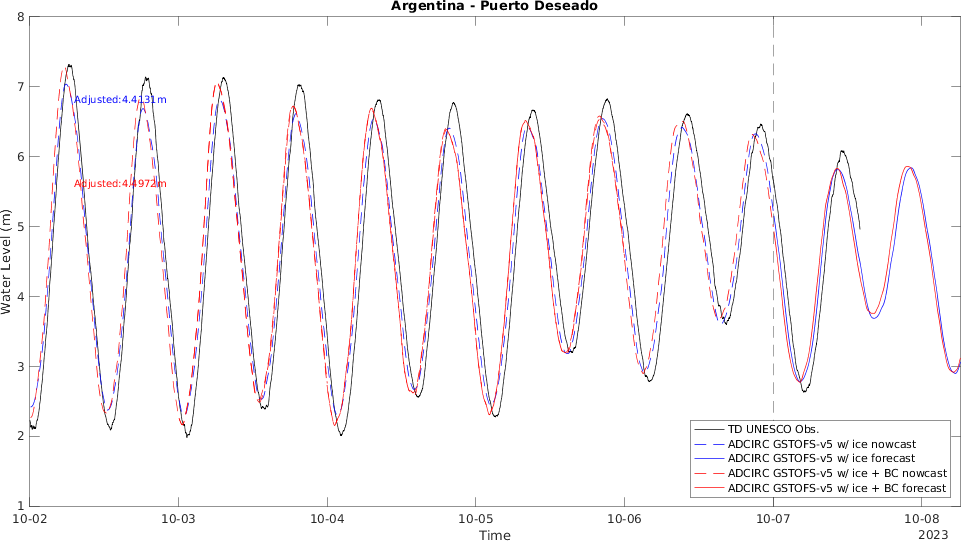 Argentina - Puerto Deseado
8
7
6
5
4
3
2
1
Water Level (m)
Adjusted:4.4131m
Adjusted:4.4972m
TD UNESCO Obs.
ADCIRC GSTOFS-v5 w/ ice nowcast
ADCIRC GSTOFS-v5 w/ ice forecast
ADCIRC GSTOFS-v5 w/ ice + BC nowcast
ADCIRC GSTOFS-v5 w/ ice + BC forecast
10-02 10-03 10-04 10-05 10-06 10-07 10-08
Time
2023